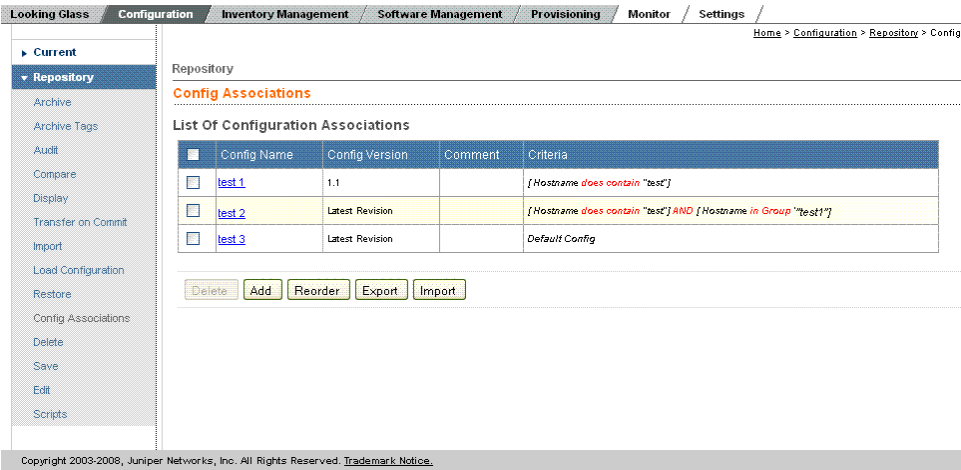 Looking Glass Configuration Inventory Management Software Management Provisioning Monitor Settings
Home > Configuration > Repository > Config
Current
Repository
Archive
Archive Tags
Audit
Compare
Display
Transfer on Commit
Import
Load Configuration
Restore
Config Associations
Delete
Save
Edit
Scripts
Repository
Config Associations
List Of Configuration Associations
Config Name Config Version Comment Criteria
test 1 1.1 [ Hostname does contain "test"]
test 2 Latest Revision [ Hostname does contain "test"] AND [ Hostname in Group '"test1"]
test 3 Latest Revision Default Config
Delete Add Reorder Export Import
Copyright 2003-2008, Juniper Networks, Inc. All Rights Reserved. Trademark Notice.